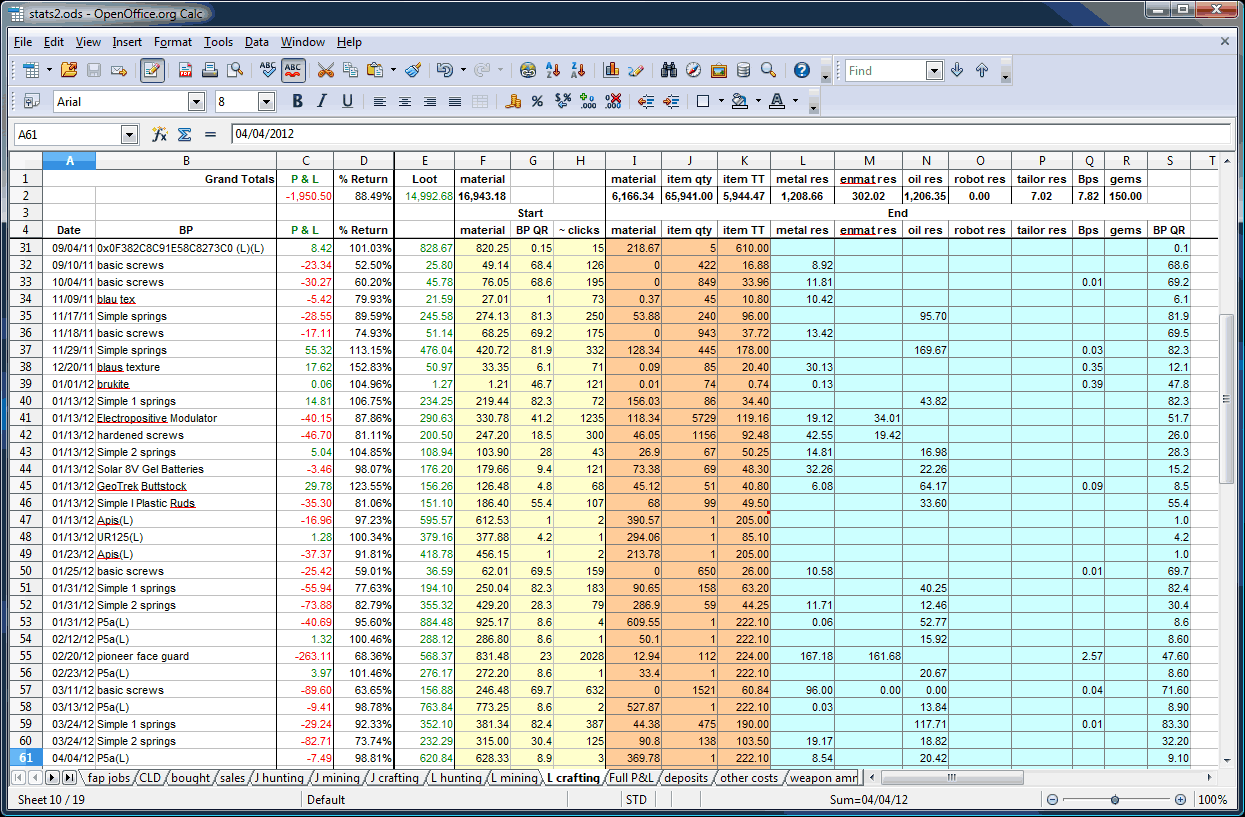 stats2.ods - OpenOffice.org Calc
File Edit View Insert Format Tools Data Window Help
Find
Arial 8
A61 04/04/2012
A B C D E F G H I J K L M N O P Q R S T
1 Grand Totals P & L % Return Loot material material item qty item TT metal res enmat res oil res robot res tailor res Bps gems
2 -1,950.50 88.49% 14,992.68 16,943.18 6,166.34 65,941.00 5,944.47 1,208.66 302.02 1,206.35 0.00 7.02 7.82 150.00
3 Start End
4 Date BP P & L % Return Loot material BP QR ~ clicks material item qty item TT metal res enmat res oil res robot res tailor res Bps gems BP QR
31 09/04/11 0x0F382C8C91E58C8273C0 (L)(L) 8.42 101.03% 828.67 820.25 0.15 15 218.67 5 610.00 0.1
32 09/10/11 basic screws -23.34 52.50% 25.80 49.14 68.4 126 0 422 16.88 8.92 68.6
33 10/04/11 basic screws -30.27 60.20% 45.78 76.05 68.6 195 0 849 33.96 11.81 0.01 69.2
34 11/09/11 blau tex -5.42 79.93% 21.59 27.01 1 73 0.37 45 10.80 10.42 6.1
35 11/17/11 Simple springs -28.55 89.59% 245.58 274.13 81.3 250 53.88 240 96.00 95.70 81.9
36 11/18/11 basic screws -17.11 74.93% 51.14 68.25 69.2 175 0 943 37.72 13.42 69.5
37 11/29/11 Simple springs 55.32 113.15% 476.04 420.72 81.9 332 128.34 445 178.00 169.67 0.03 82.3
38 12/20/11 blaus texture 17.62 152.83% 50.97 33.35 6.1 71 0.09 85 20.40 30.13 0.35 12.1
39 01/01/12 brukite 0.06 104.96% 1.27 1.21 46.7 121 0.01 74 0.74 0.13 0.39 47.8
40 01/13/12 Simple 1 springs 14.81 106.75% 234.25 219.44 82.3 72 156.03 86 34.40 43.82 82.3
41 01/13/12 Electropositive Modulator -40.15 87.86% 290.63 330.78 41.2 1235 118.34 5729 119.16 19.12 34.01 51.7
42 01/13/12 hardened screws -46.70 81.11% 200.50 247.20 18.5 300 46.05 1156 92.48 42.55 19.42 26.0
43 01/13/12 Simple 2 springs 5.04 104.85% 108.94 103.90 28 43 26.9 67 50.25 14.81 16.98 28.3
44 01/13/12 Solar 8V Gel Batteries -3.46 98.07% 176.20 179.66 9.4 121 73.38 69 48.30 32.26 22.26 15.2
45 01/13/12 GeoTrek Buttstock 29.78 123.55% 156.26 126.48 4.8 68 45.12 51 40.80 6.08 64.17 0.09 8.5
46 01/13/12 Simple I Plastic Ruds -35.30 81.06% 151.10 186.40 55.4 107 68 99 49.50 33.60 55.4
47 01/13/12 Apis(L) -16.96 97.23% 595.57 612.53 1 2 390.57 1 205.00 1.0
48 01/13/12 UR125(L) 1.28 100.34% 379.16 377.88 4.2 1 294.06 1 85.10 4.2
49 01/23/12 Apis(L) -37.37 91.81% 418.78 456.15 1 2 213.78 1 205.00 1.0
50 01/25/12 basic screws -25.42 59.01% 36.59 62.01 69.5 159 0 650 26.00 10.58 0.01 69.7
51 01/31/12 Simple 1 springs -55.94 77.63% 194.10 250.04 82.3 183 90.65 158 63.20 40.25 82.4
52 01/31/12 Simple 2 springs -73.88 82.79% 355.32 429.20 28.3 79 286.9 59 44.25 11.71 12.46 30.4
53 01/31/12 P5a(L) -40.69 95.60% 884.48 925.17 8.6 4 609.55 1 222.10 0.06 52.77 8.6
54 02/12/12 P5a(L) 1.32 100.46% 288.12 286.80 8.6 1 50.1 1 222.10 15.92 8.60
55 02/20/12 pioneer face guard -263.11 68.36% 568.37 831.48 23 2028 12.94 112 224.00 167.18 161.68 2.57 47.60
56 02/23/12 P5a(L) 3.97 101.46% 276.17 272.20 8.6 1 33.4 1 222.10 20.67 8.60
57 03/11/12 basic screws -89.60 63.65% 156.88 246.48 69.7 632 0 1521 60.84 96.00 0.00 0.00 0.04 71.60
58 03/13/12 P5a(L) -9.41 98.78% 763.84 773.25 8.6 2 527.87 1 222.10 0.03 13.84 8.90
59 03/24/12 Simple 1 springs -29.24 92.33% 352.10 381.34 82.4 387 44.38 475 190.00 117.71 0.01 83.30
60 03/24/12 Simple 2 springs -82.71 73.74% 232.29 315.00 30.4 125 90.8 138 103.50 19.17 18.82 32.20
61 04/04/12 P5a(L) -7.49 98.81% 620.84 628.33 8.9 3 369.78 1 222.10 8.54 20.42 9.10
fap jobs CLD bought sales J hunting J mining J crafting L hunting L mining L crafting Full P&L deposits other costs weapon amr
Sheet 10 / 19 Default STD Sum=04/04/12 100%